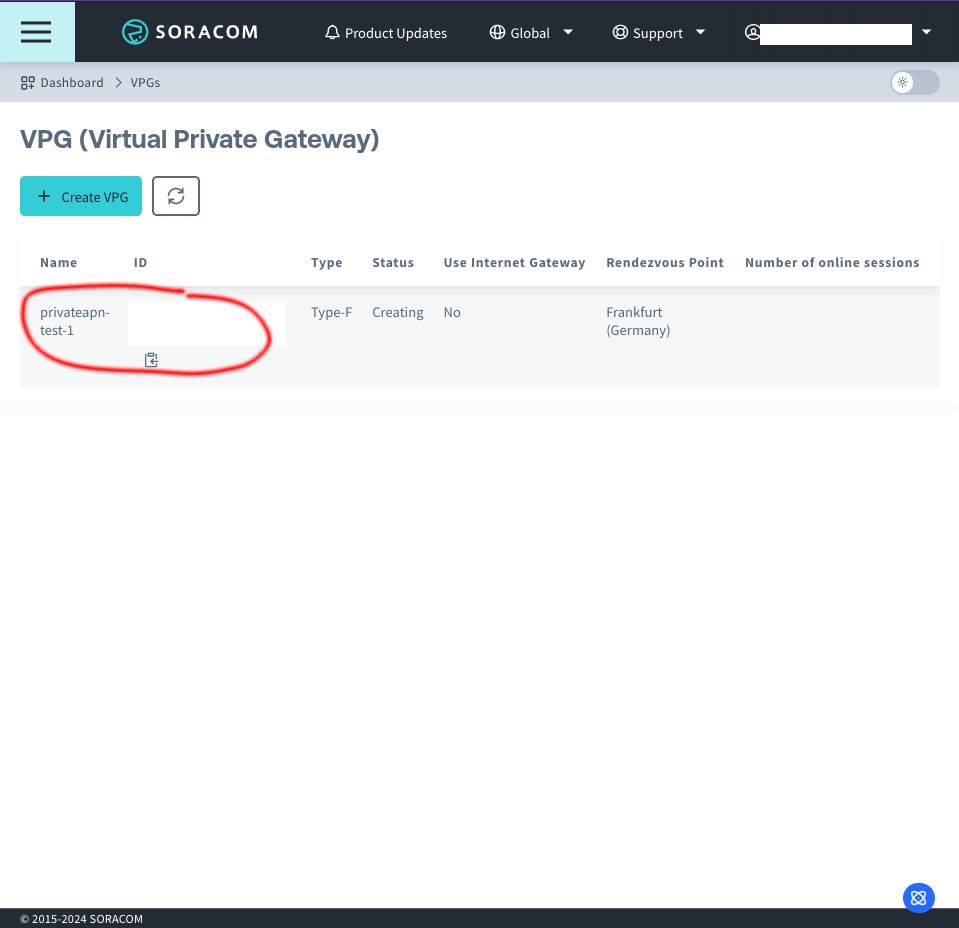 SORACOM
Product Updates
Global
Support
Dashboard > VPGs
VPG (Virtual Private Gateway)
+ Create VPG
Name ID Type Status Use Internet Gateway Rendezvous Point Number of online sessions
privateapn- Type-F Creating No Frankfurt
test-1 (Germany)
© 2015-2024 SORACOM